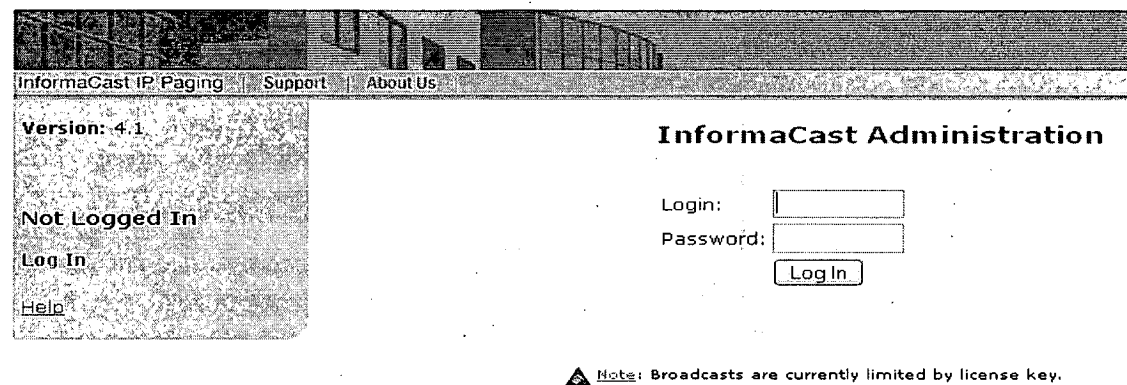 InformaCast IP Paging | Support | About Us
Version: 4.1
Not Logged In
Log In
Help
InformaCast Administration
Login:
Password:
Log In
Note: Broadcasts are currently limited by license key.